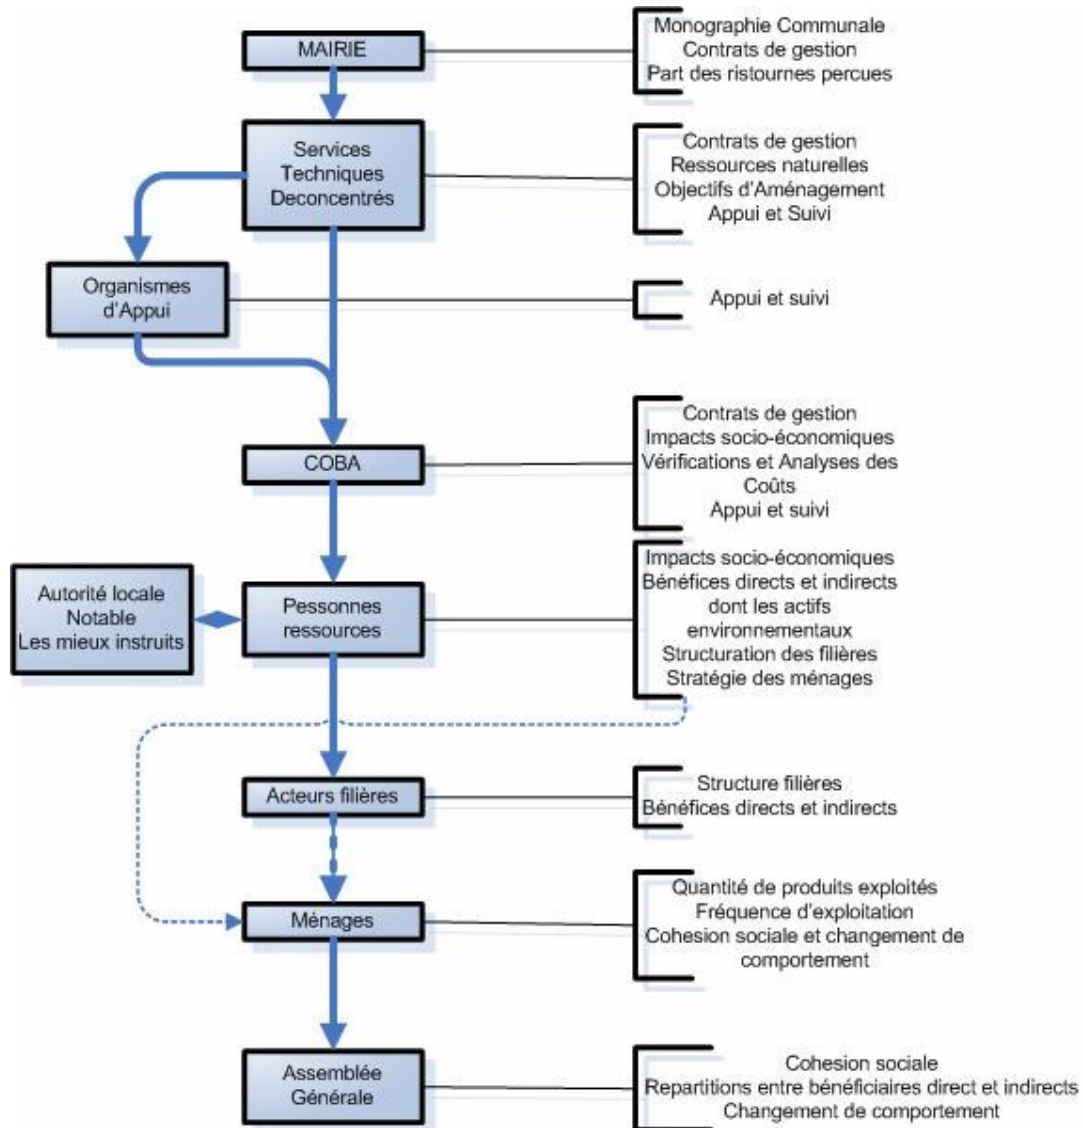 MAIRIE
Monographie Communale
Contrats de gestion
Part des ristournes percues
Services
Techniques
Deconcentrés
Contrats de gestion
Ressources naturelles
Objectifs d'Aménagement
Appui et Suivi
Organismes
d'Appui
Appui et suivi
COBA
Contrats de gestion
Impacts socio-économiques
Vérifications et Analyses des
Coûts
Appui et suivi
Autorité locale
Notable
Les mieux instruits
Pessonnes
ressources
Impacts socio-économiques
Bénéfices directs et indirects
dont les actifs
environnementaux
Structuration des filières
Stratégie des ménages
Acteurs filières
Structure filières
Bénéfices directs et indirects
Ménages
Quantité de produits exploités
Fréquence d'exploitation
Cohesion sociale et changement de
comportement
Assemblée
Générale
Cohesion sociale
Repartitions entre bénéficiaires direct et indirects
Changement de comportement